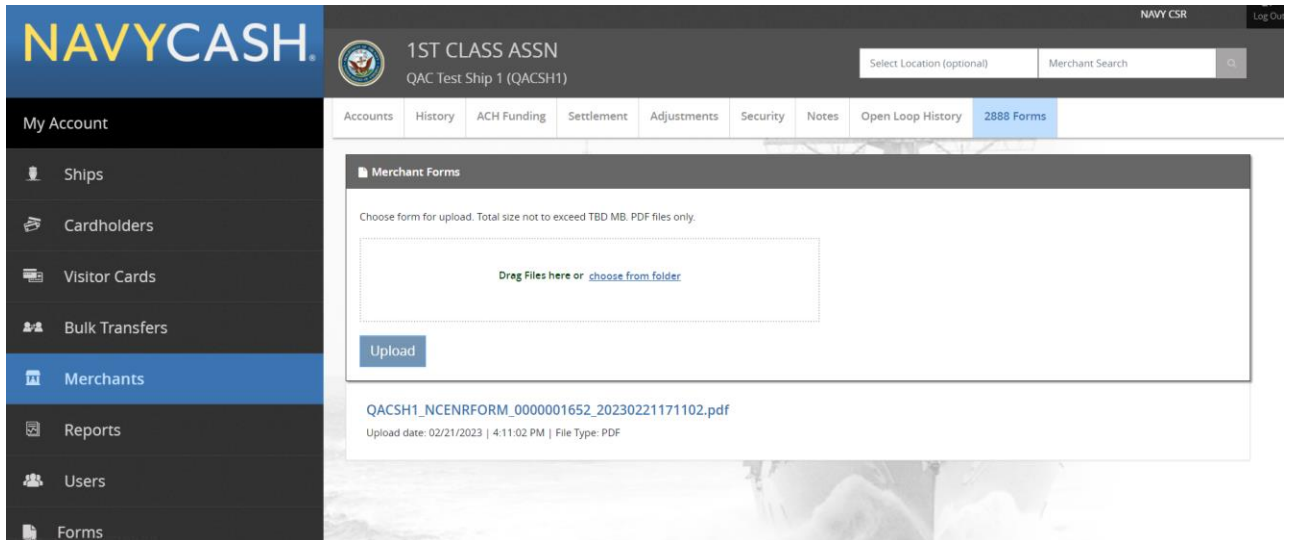 NAVYCASH®
NAVY CSR
Log Out
1ST CLASS ASSN
QAC Test Ship 1 (QACSH1)
Select Location (optional)
Merchant Search
My Account
Ships
Cardholders
Visitor Cards
Bulk Transfers
Merchants
Reports
Users
Forms
Accounts History ACH Funding Settlement Adjustments Security Notes Open Loop History 2888 Forms
Merchant Forms
Choose form for upload. Total size not to exceed TBD MB. PDF files only.
Drag Files here or choose from folder
Upload
QACSH1_NCENRFORM_0000001652_20230221171102.pdf
Upload date: 02/21/2023 | 4:11:02 PM | File Type: PDF